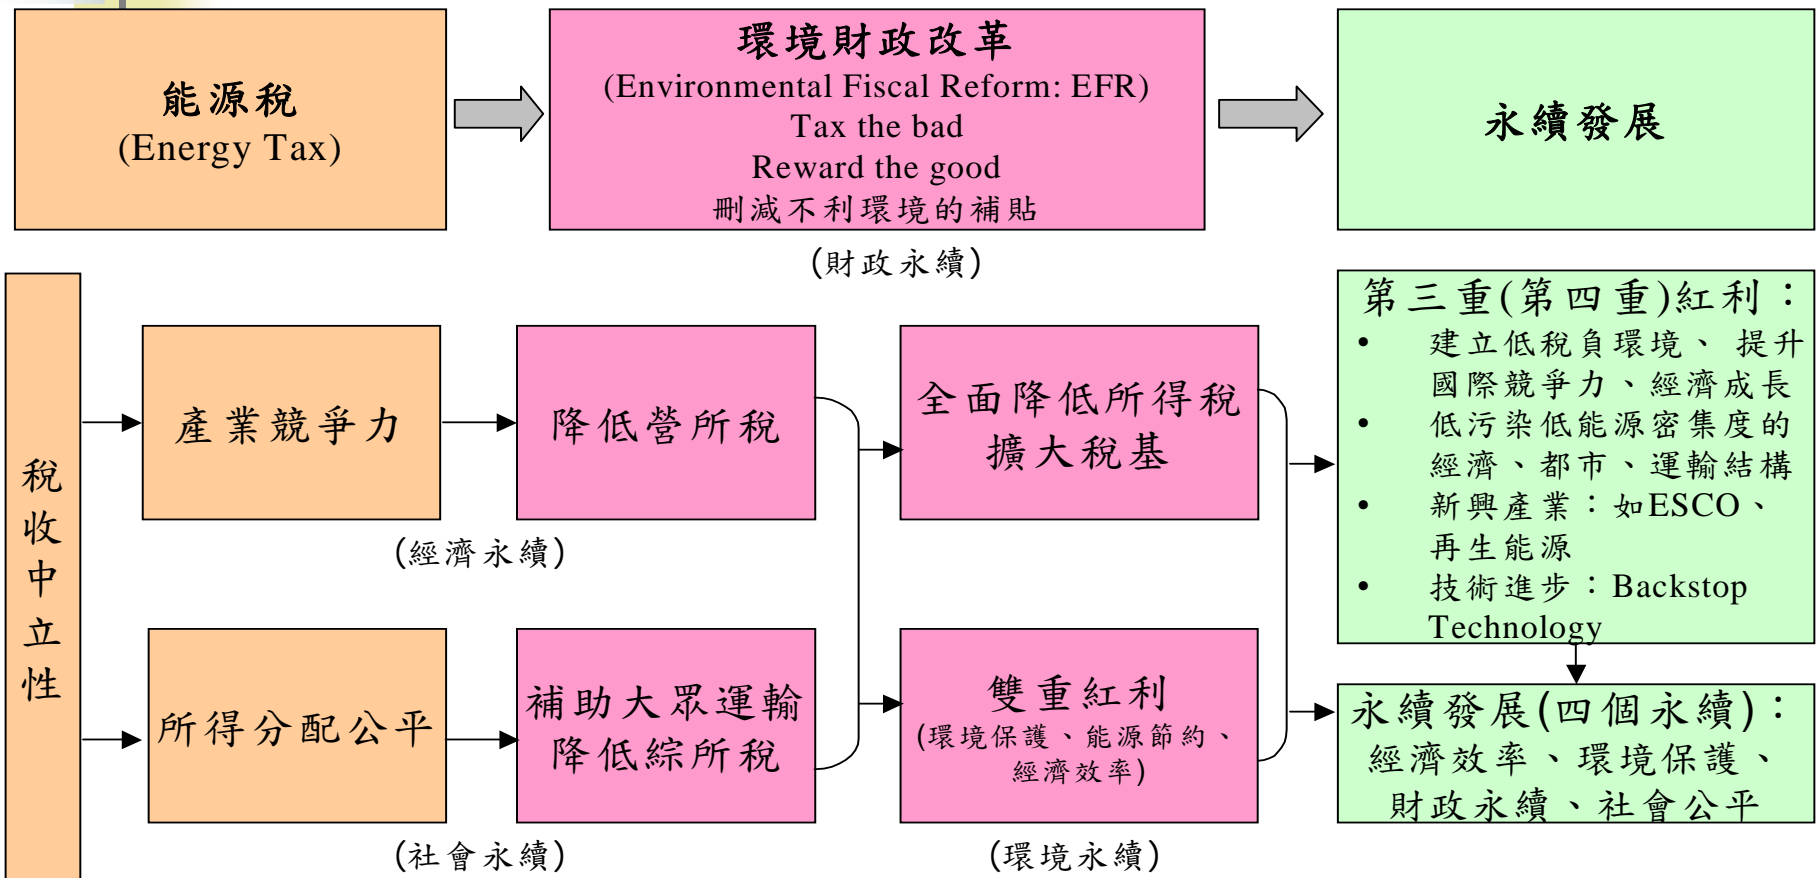 能源稅
(Energy Tax)
環境財政改革
(Environmental Fiscal Reform: EFR)
Tax the bad
Reward the good
刪減不利環境的補貼
永續發展
(財政永續)
稅收中立性
產業競爭力
降低營所稅
(經濟永續)
全面降低所得稅
擴大稅基
所得分配公平
補助大眾運輸
降低綜所稅
(社會永續)
雙重紅利
(環境保護、能源節約、
經濟效率)
(環境永續)
第三重(第四重)紅利：
• 建立低稅負環境、 提升
國際競爭力、經濟成長
• 低污染低能源密集度的
經濟、都市、運輸結構
• 新興產業：如ESCO、
再生能源
• 技術進步：Backstop
Technology
永續發展(四個永續)：
經濟效率、環境保護、
財政永續、社會公平